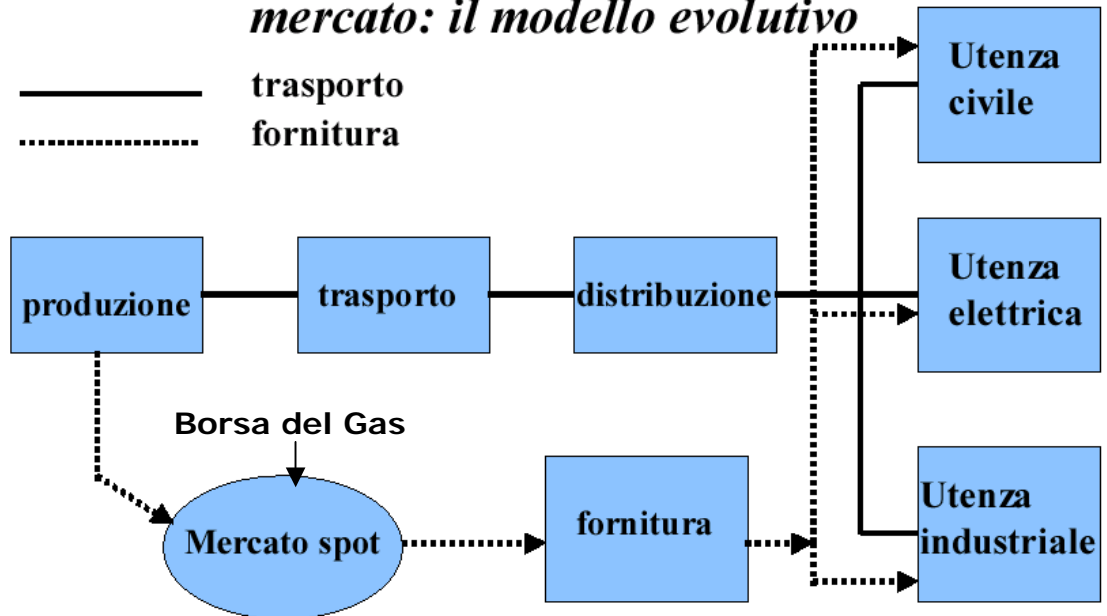 mercato: il modello evolutivo
trasporto
fornitura
Utenza
civile
produzione
trasporto
distribuzione
Utenza
elettrica
Borsa del Gas
Mercato spot
fornitura
Utenza
industriale